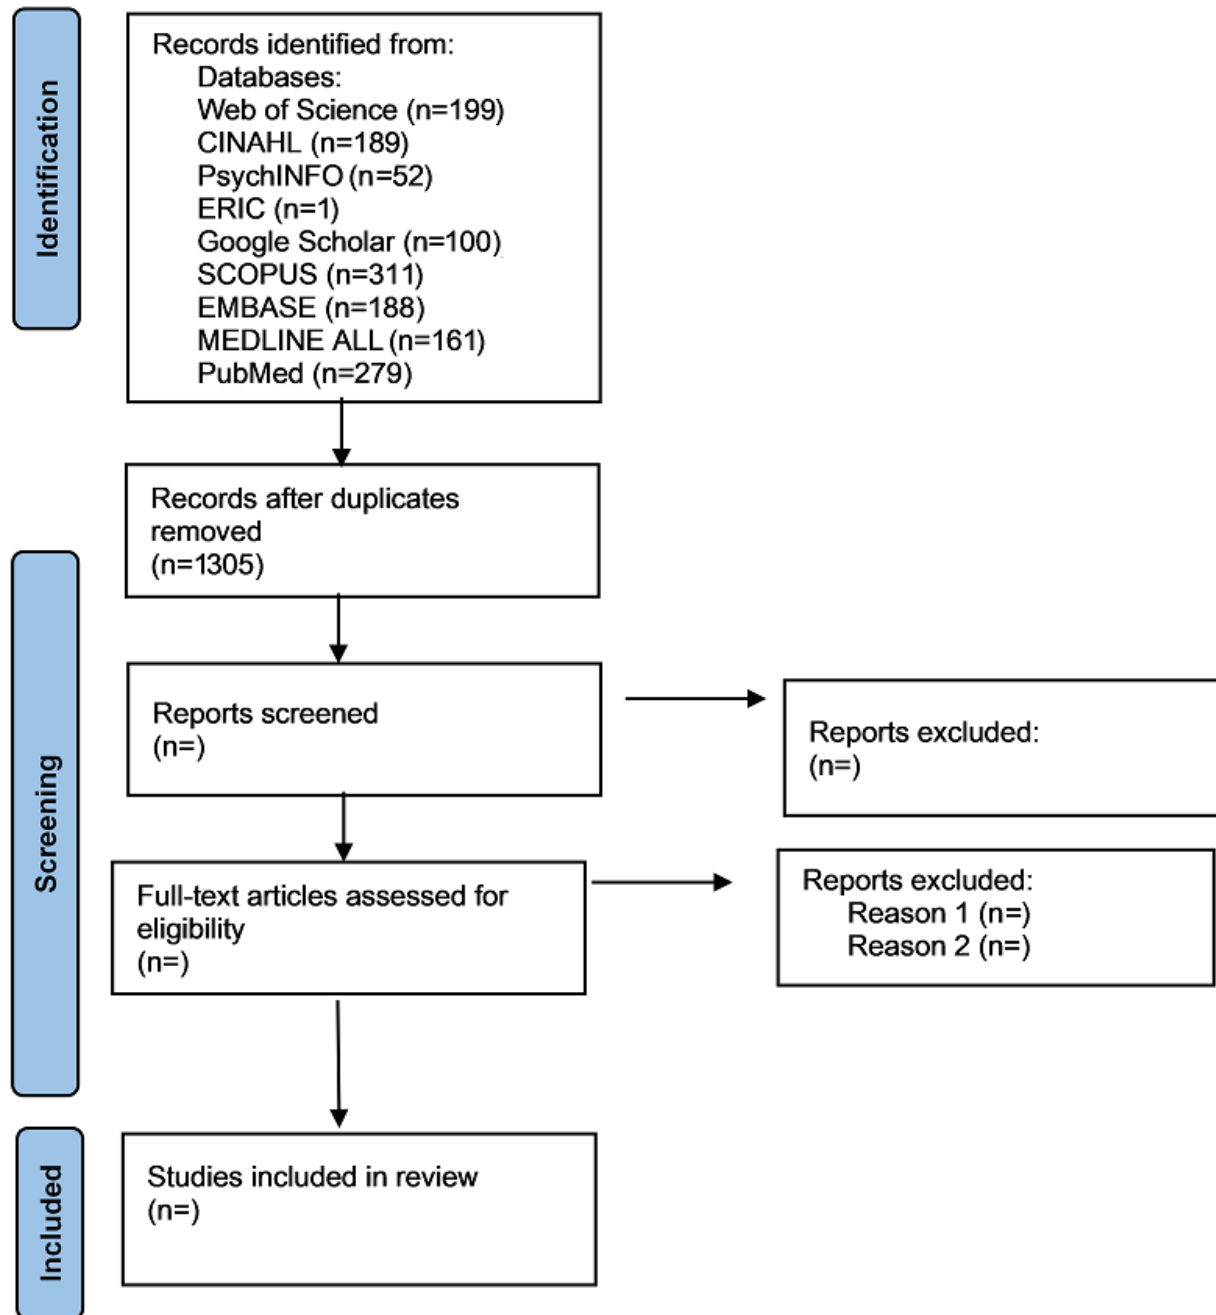 Identification
Records identified from:
Databases:
Web of Science (n=199)
CINAHL (n=189)
PsychINFO (n=52)
ERIC (n=1)
Google Scholar (n=100)
SCOPUS (n=311)
EMBASE (n=188)
MEDLINE ALL (n=161)
PubMed (n=279)
Records after duplicates
removed
(n=1305)
Screening
Reports screened
(n=)
Reports excluded:
(n=)
Full-text articles assessed for
eligibility
(n=)
Reports excluded:
Reason 1 (n=)
Reason 2 (n=)
Included
Studies included in review
(n=)